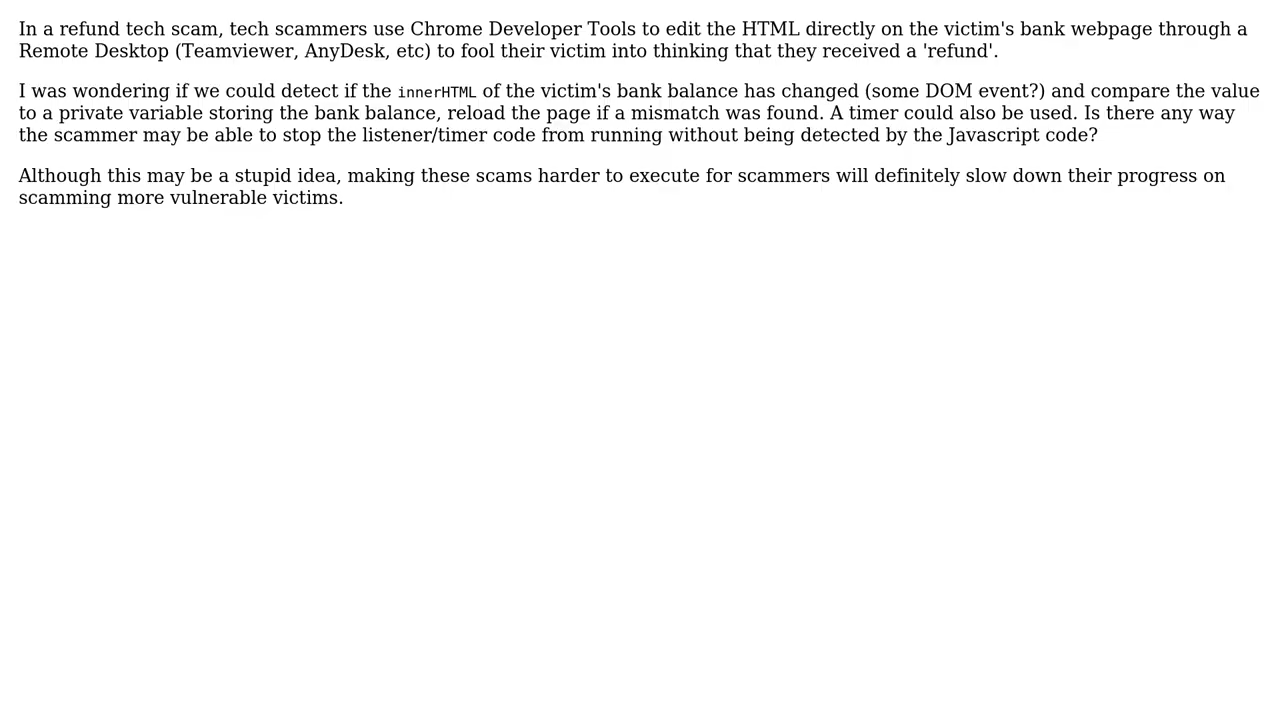 In a refund tech scam, tech scammers use Chrome Developer Tools to edit the HTML directly on the victim's bank webpage through a
Remote Desktop (Teamviewer, AnyDesk, etc) to fool their victim into thinking that they received a 'refund'.
I was wondering if we could detect if the innerHTML of the victim's bank balance has changed (some DOM event?) and compare the value
to a private variable storing the bank balance, reload the page if a mismatch was found. A timer could also be used. Is there any way
the scammer may be able to stop the listener/timer code from running without being detected by the Javascript code?
Although this may be a stupid idea, making these scams harder to execute for scammers will definitely slow down their progress on
scamming more vulnerable victims.